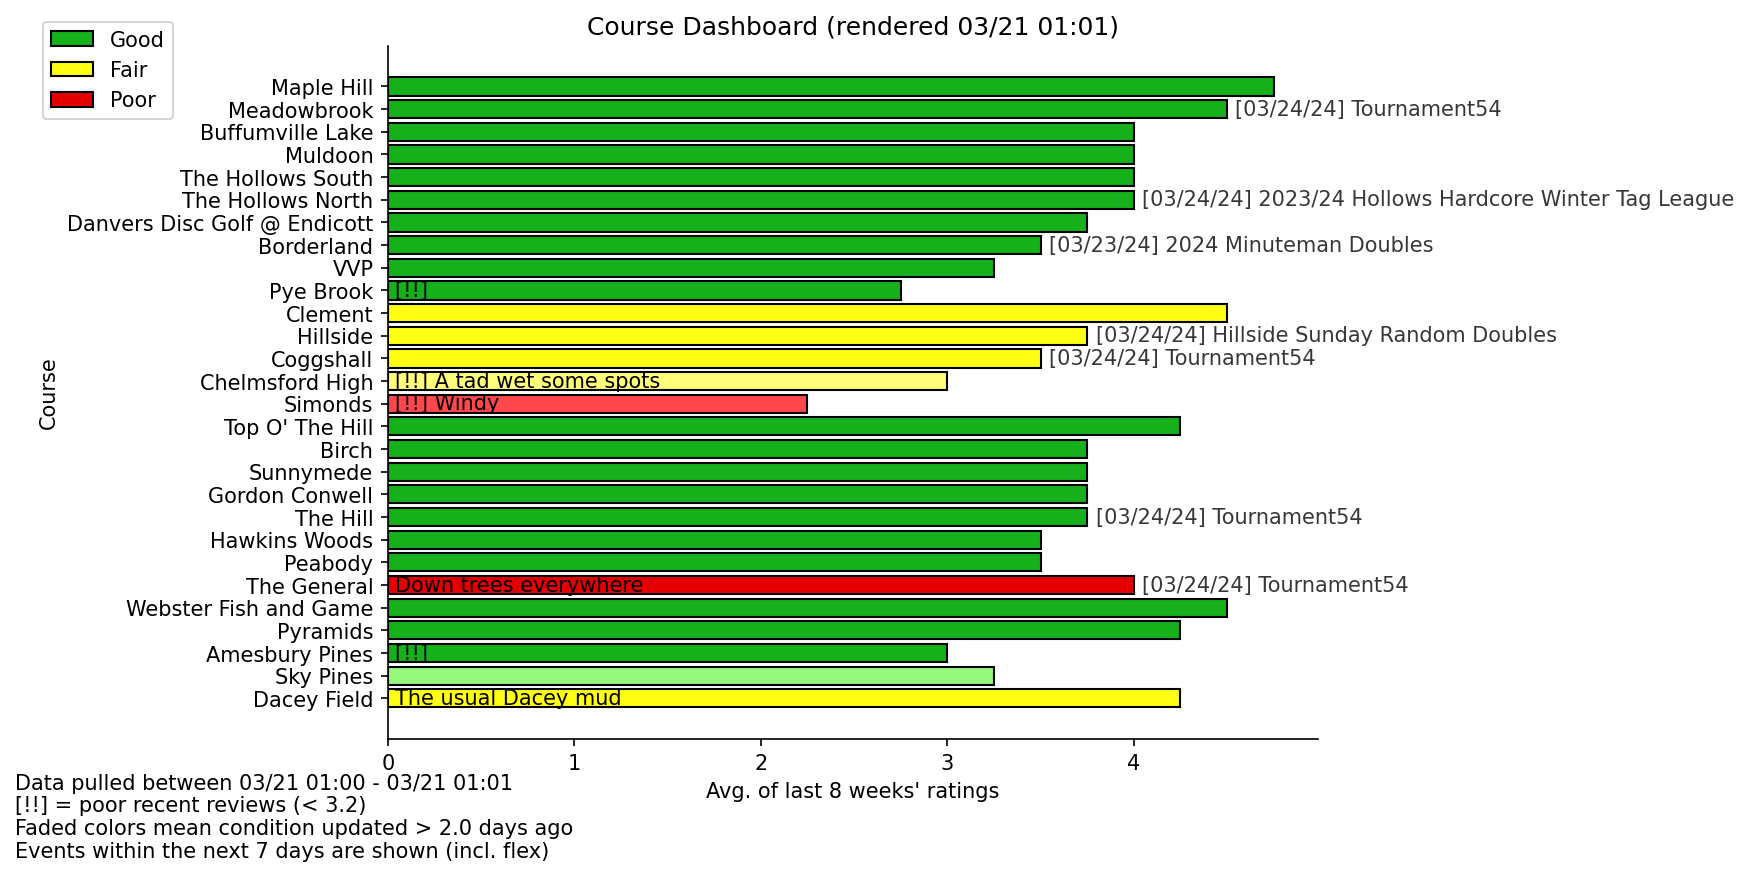 Course Dashboard (rendered 03/21 01:01)
Good
Fair
Poor
Course
Maple Hill
Meadowbrook [03/24/24] Tournament54
Buffumville Lake
Muldoon
The Hollows South
The Hollows North [03/24/24] 2023/24 Hollows Hardcore Winter Tag League
Danvers Disc Golf @ Endicott
Borderland [03/23/24] 2024 Minuteman Doubles
VVP
Pye Brook [!!]
Clement
Hillside [03/24/24] Hillside Sunday Random Doubles
Coggshall [03/24/24] Tournament54
Chelmsford High [!!] A tad wet some spots
Simonds [!!] Windy
Top O' The Hill
Birch
Sunnymede
Gordon Conwell
The Hill [03/24/24] Tournament54
Hawkins Woods
Peabody
The General Down trees everywhere [03/24/24] Tournament54
Webster Fish and Game
Pyramids
Amesbury Pines [!!]
Sky Pines
Dacey Field The usual Dacey mud
0 1 2 3 4
Avg. of last 8 weeks' ratings
Data pulled between 03/21 01:00 - 03/21 01:01
[!!] = poor recent reviews (< 3.2)
Faded colors mean condition updated > 2.0 days ago
Events within the next 7 days are shown (incl. flex)